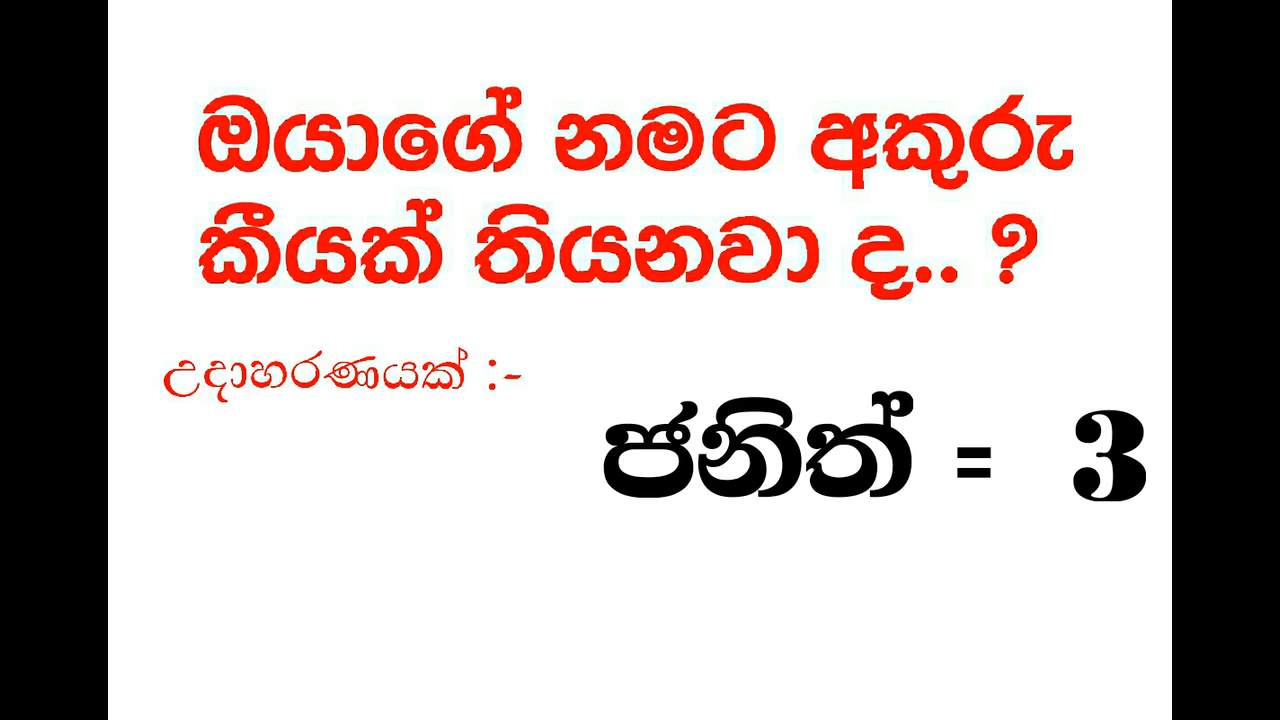 ඔයාගේ නමට අකුරු
කීයක් තියනවා ද.. ?
උදාහරණයක් :-
ජනිත් = 3